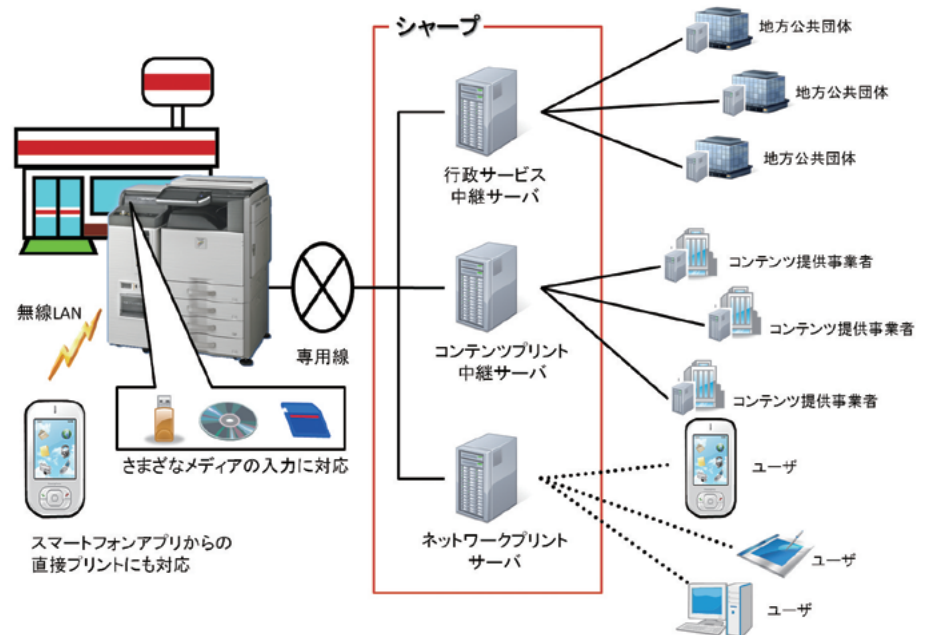 シャープ
地方公共団体
地方公共団体
地方公共団体
行政サービス
中継サーバ
コンテンツ提供事業者
コンテンツ提供事業者
コンテンツ提供事業者
無線LAN
専用線
コンテンツプリント
中継サーバ
さまざなメディアの入力に対応
ユーザ
スマートフォンアプリからの
直接プリントにも対応
ネットワークプリント
サーバ
ユーザ
ユーザ